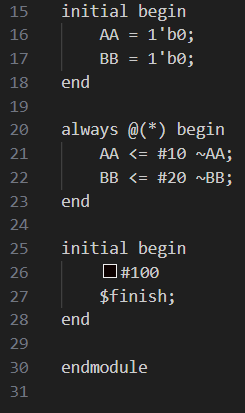 15 initial begin
16     AA = 1'b0;
17     BB = 1'b0;
18 end
19
20 always @(*) begin
21     AA <= #10 ~AA;
22     BB <= #20 ~BB;
23 end
24
25 initial begin
26     #100
27     $finish;
28 end
29
30 endmodule
31